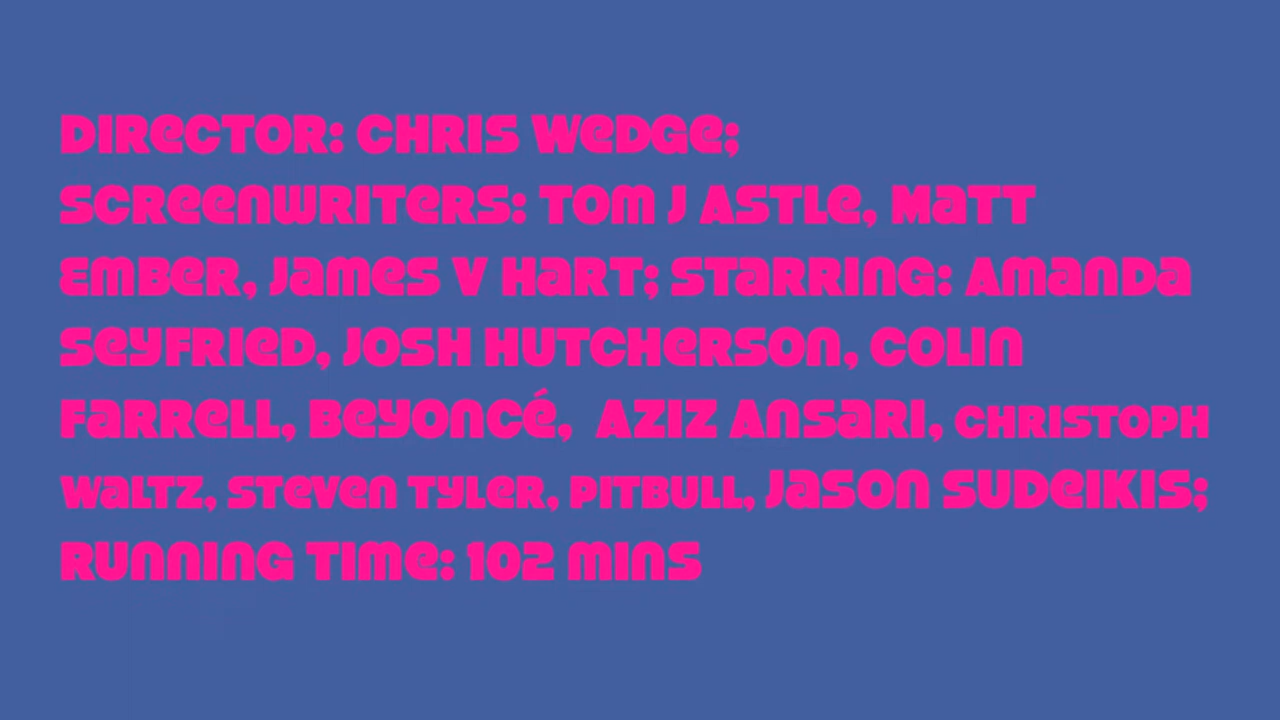 Director: Chris Wedge;
Screenwriters: Tom J Astle, Matt
Ember, James V Hart; Starring: Amanda
Seyfried, Josh Hutcherson, Colin
Farrell, Beyoncé, Aziz Ansari, Christoph
Waltz, Steven Tyler, Pitbull, Jason Sudeikis;
Running Time: 102 mins